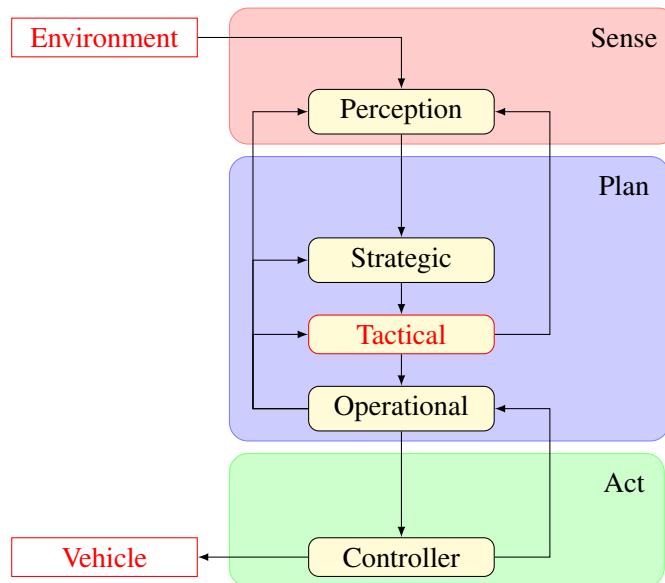 Environment
Sense
Perception
Plan
Strategic
Tactical
Operational
Act
Vehicle
Controller